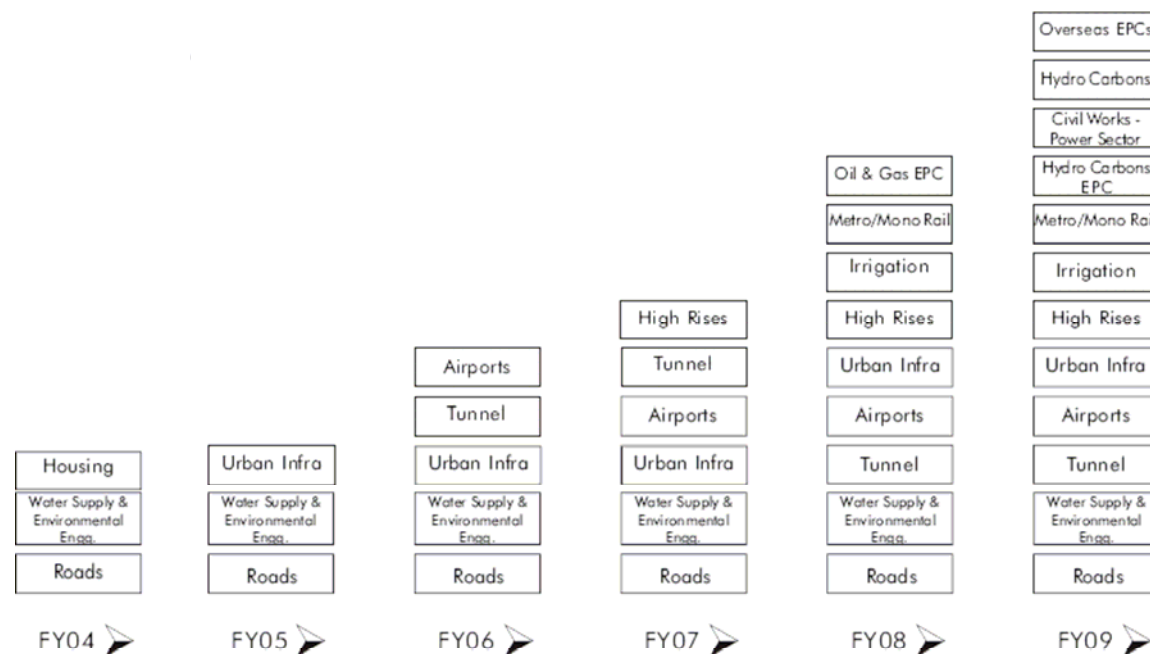 Housing
Water Supply &
Environmental
Engg.
Roads
FY04
Urban Infra
Water Supply &
Environmental
Engg.
Roads
FY05
Airports
Tunnel
Urban Infra
Water Supply &
Environmental
Engg.
Roads
FY06
High Rises
Tunnel
Airports
Urban Infra
Water Supply &
Environmental
Engg.
Roads
FY07
Oil & Gas EPC
Metro/Mono Rail
Irrigation
High Rises
Urban Infra
Airports
Tunnel
Water Supply &
Environmental
Engg.
Roads
FY08
Overseas EPCs
Hydro Carbons
Civil Works -
Power Sector
Hydro Carbons
EPC
Metro/Mono Rail
Irrigation
High Rises
Urban Infra
Airports
Tunnel
Water Supply &
Environmental
Engg.
Roads
FY09